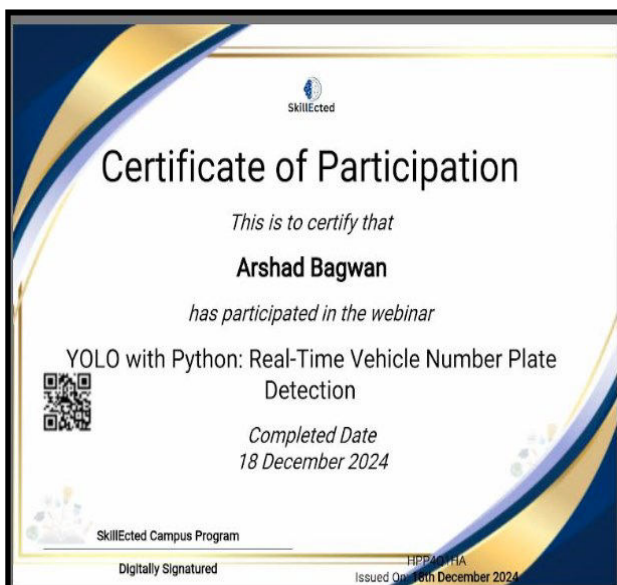 SkillEcted
Certificate of Participation
This is to certify that
Arshad Bagwan
has participated in the webinar
YOLO with Python: Real-Time Vehicle Number Plate
Detection
Completed Date
18 December 2024
SkillEcted Campus Program
Digitally Signatured
Issued On: 18th December 2024